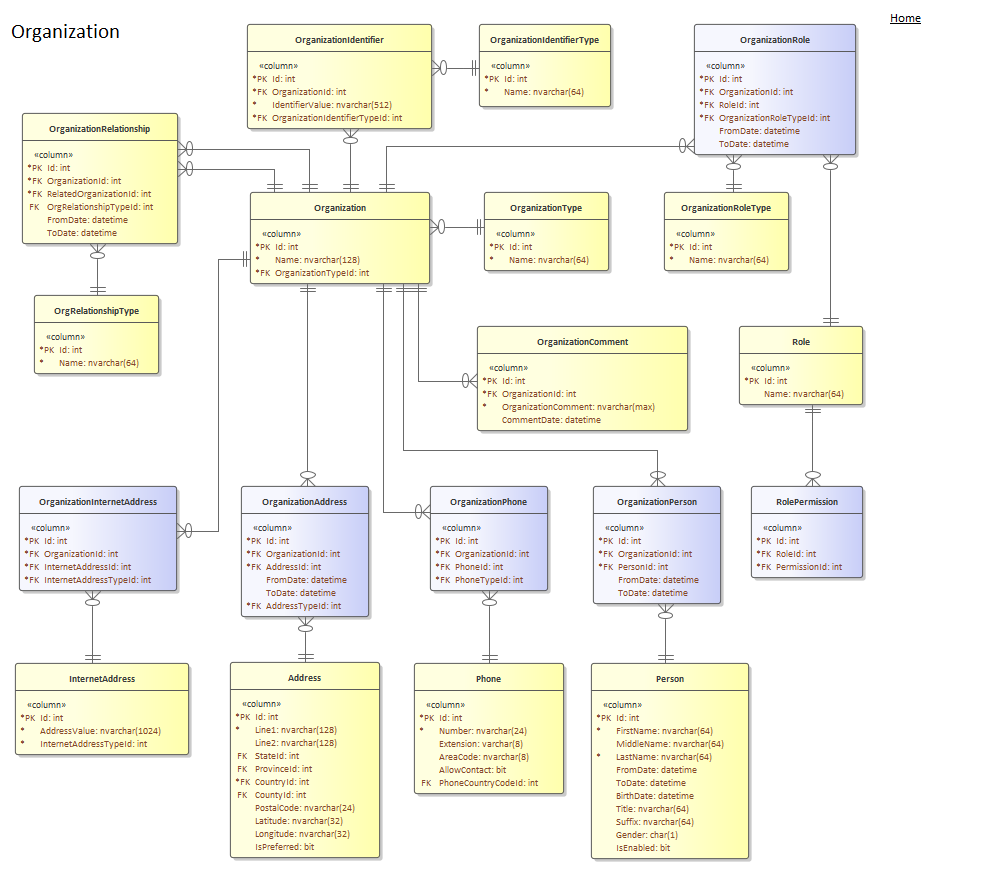 Organization
Home
OrganizationIdentifier
«column»
*PK Id: int
*FK OrganizationId: int
* IdentifierValue: nvarchar(512)
*FK OrganizationIdentifierTypeId: int
OrganizationIdentifierType
«column»
*PK Id: int
* Name: nvarchar(64)
OrganizationRole
«column»
*PK Id: int
*FK OrganizationId: int
*FK RoleId: int
*FK OrganizationRoleTypeId: int
FromDate: datetime
ToDate: datetime
OrganizationRelationship
«column»
*PK Id: int
*FK OrganizationId: int
*FK RelatedOrganizationId: int
FK OrgRelationshipTypeId: int
FromDate: datetime
ToDate: datetime
Organization
«column»
*PK Id: int
* Name: nvarchar(128)
*FK OrganizationTypeId: int
OrganizationType
«column»
*PK Id: int
* Name: nvarchar(64)
OrganizationRoleType
«column»
*PK Id: int
* Name: nvarchar(64)
OrgRelationshipType
«column»
*PK Id: int
* Name: nvarchar(64)
OrganizationComment
«column»
*PK Id: int
*FK OrganizationId: int
* OrganizationComment: nvarchar(max)
CommentDate: datetime
Role
«column»
*PK Id: int
Name: nvarchar(64)
OrganizationInternetAddress
«column»
*PK Id: int
*FK OrganizationId: int
*FK InternetAddressId: int
*FK InternetAddressTypeId: int
OrganizationAddress
«column»
*PK Id: int
*FK OrganizationId: int
*FK AddressId: int
FromDate: datetime
ToDate: datetime
*FK AddressTypeId: int
OrganizationPhone
«column»
*PK Id: int
*FK OrganizationId: int
*FK PhoneId: int
*FK PhoneTypeId: int
OrganizationPerson
«column»
*PK Id: int
*FK OrganizationId: int
*FK PersonId: int
FromDate: datetime
ToDate: datetime
RolePermission
«column»
*PK Id: int
*FK RoleId: int
*FK PermissionId: int
InternetAddress
«column»
*PK Id: int
* AddressValue: nvarchar(1024)
* InternetAddressTypeId: int
Address
«column»
*PK Id: int
* Line1: nvarchar(128)
Line2: nvarchar(128)
FK StateId: int
FK ProvinceId: int
*FK CountryId: int
FK CountyId: int
PostalCode: nvarchar(24)
Latitude: nvarchar(32)
Longitude: nvarchar(32)
IsPreferred: bit
Phone
«column»
*PK Id: int
* Number: nvarchar(24)
Extension: varchar(8)
AreaCode: nvarchar(8)
AllowContact: bit
FK PhoneCountryCodeId: int
Person
«column»
*PK Id: int
* FirstName: nvarchar(64)
MiddleName: nvarchar(64)
* LastName: nvarchar(64)
FromDate: datetime
ToDate: datetime
BirthDate: datetime
Title: nvarchar(64)
Suffix: nvarchar(64)
Gender: char(1)
IsEnabled: bit